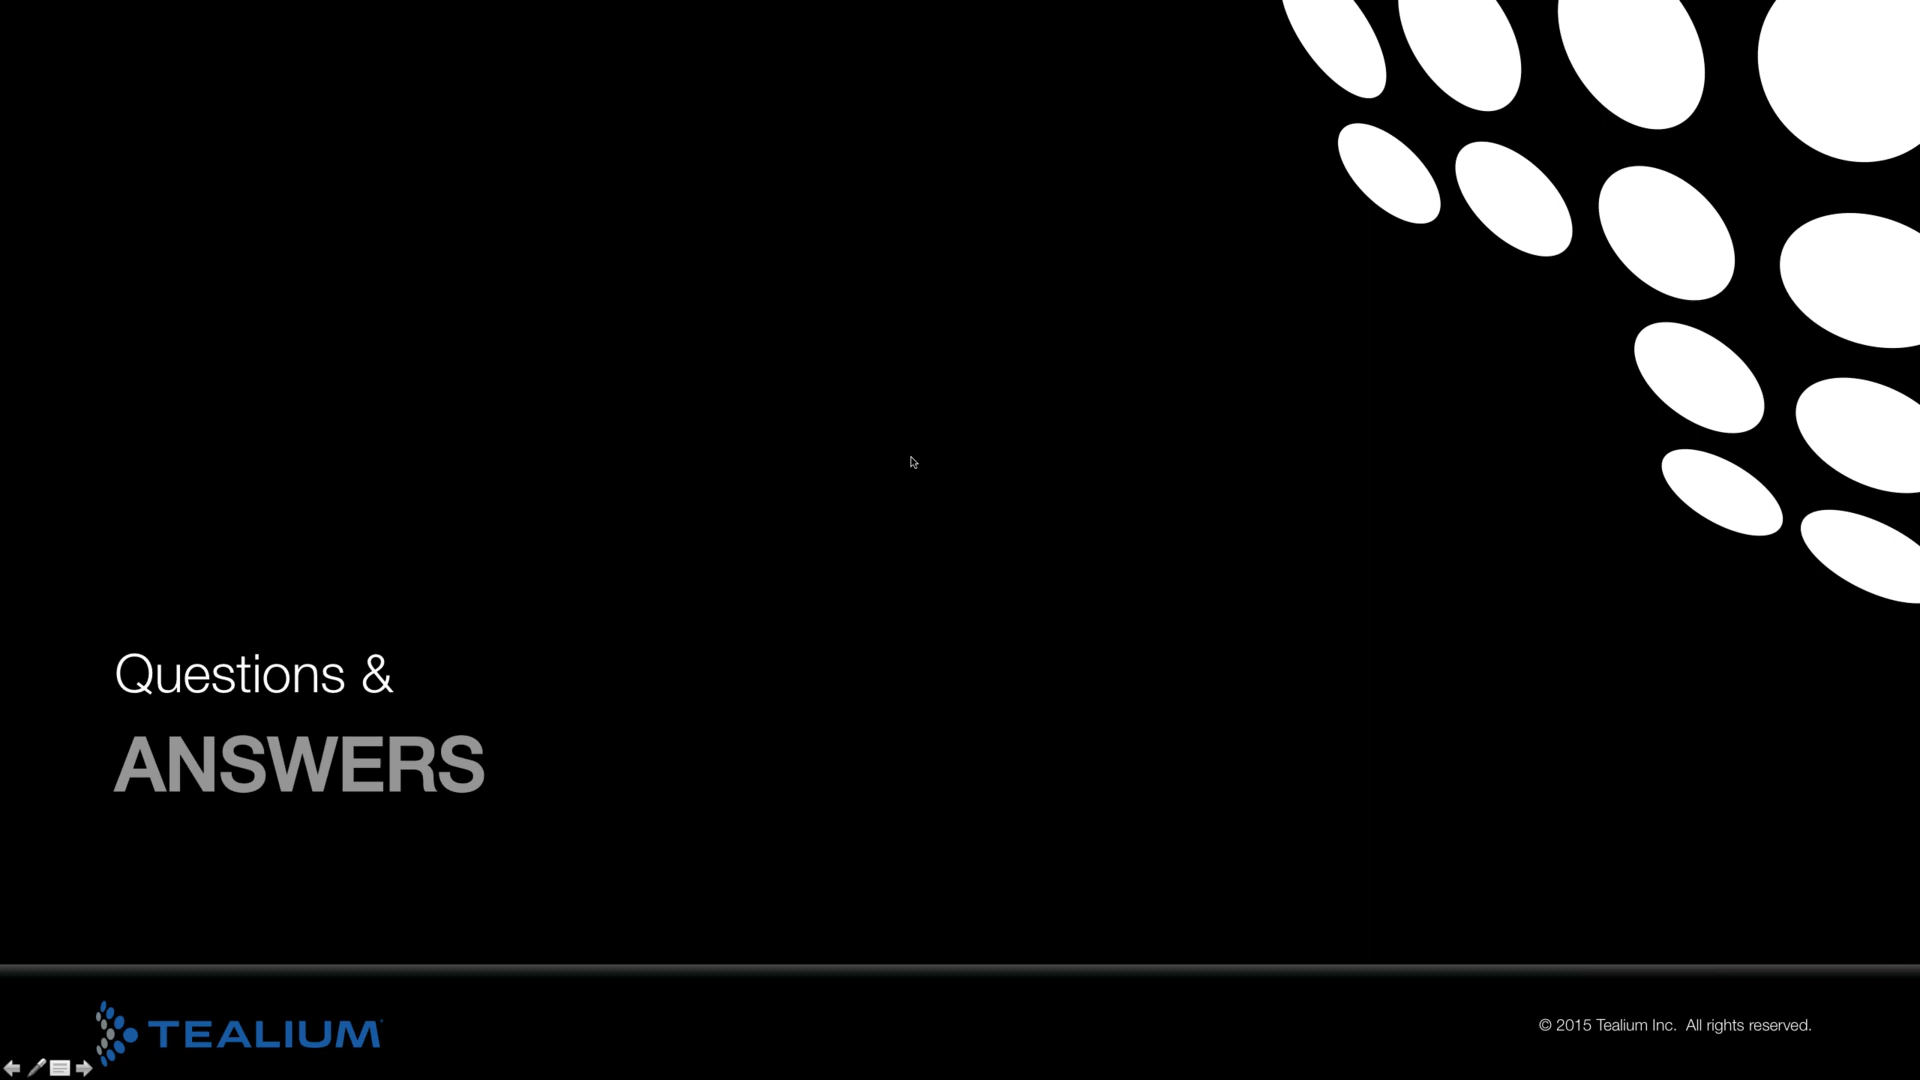 Questions &
ANSWERS
TEALIUM
© 2015 Tealium Inc. All rights reserved.